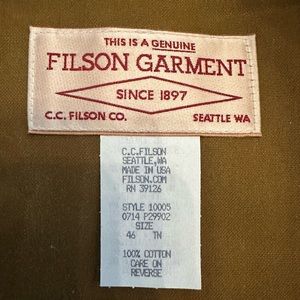 THIS IS A GENUINE
FILSON GARMENT
SINCE 1897
C.C. FILSON CO. SEATTLE WA
C.C.FILSON
SEATTLE,WA
MADE IN USA
FILSON.COM
RN 39126
STYLE 10005
0714 P29902
SIZE
46 TN
100% COTTON
CARE ON
REVERSE